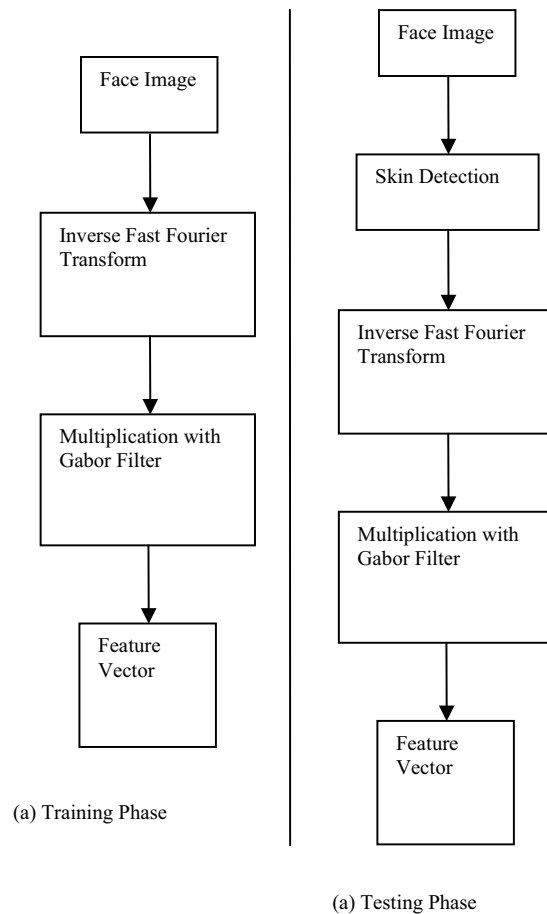 Face Image
Inverse Fast Fourier
Transform
Multiplication with
Gabor Filter
Feature
Vector
(a) Training Phase
Face Image
Skin Detection
Inverse Fast Fourier
Transform
Multiplication with
Gabor Filter
Feature
Vector
(a) Testing Phase